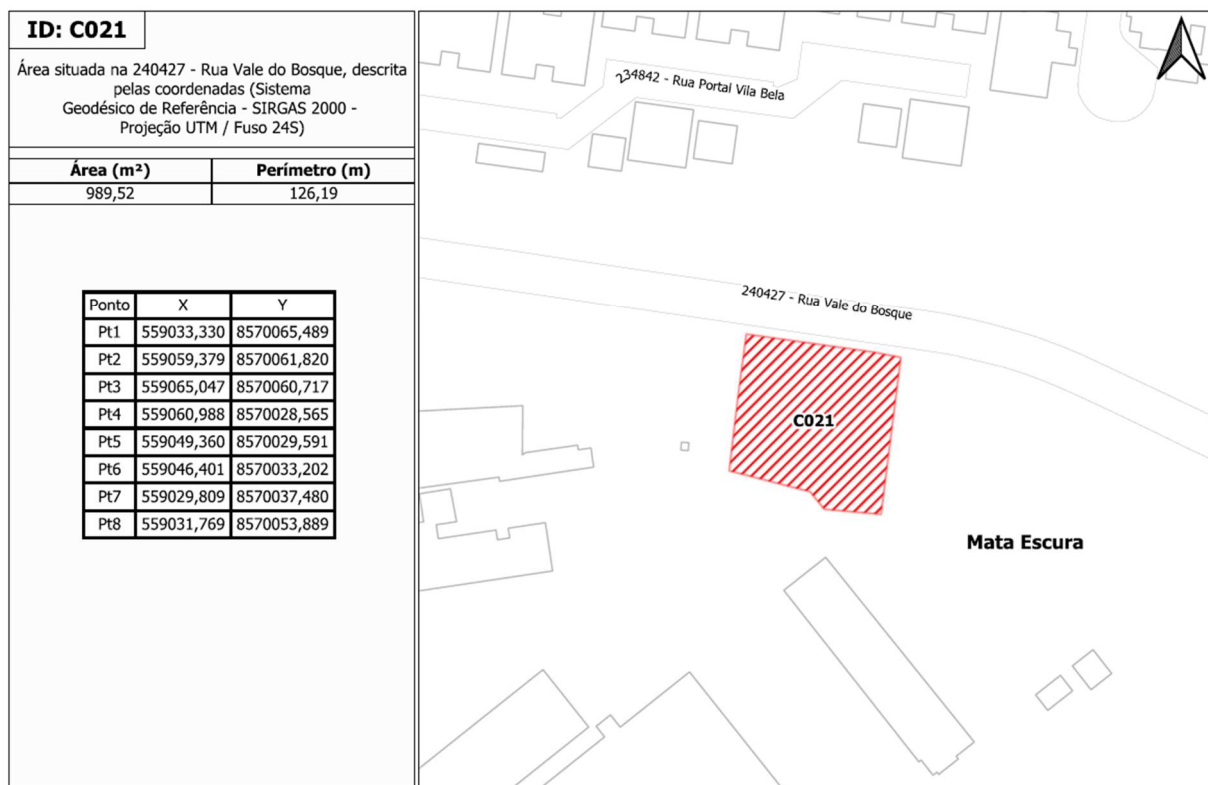 ID: C021
Área situada na 240427 - Rua Vale do Bosque, descrita
pelas coordenadas (Sistema
Geodésico de Referência - SIRGAS 2000 -
Projeção UTM / Fuso 24S)
Área (m²) Perímetro (m)
989,52 126,19
Ponto X Y
Pt1 559033,330 8570065,489
Pt2 559059,379 8570061,820
Pt3 559065,047 8570060,717
Pt4 559060,988 8570028,565
Pt5 559049,360 8570029,591
Pt6 559046,401 8570033,202
Pt7 559029,809 8570037,480
Pt8 559031,769 8570053,889
234842 - Rua Portal Vila Bela
240427 - Rua Vale do Bosque
C021
Mata Escura